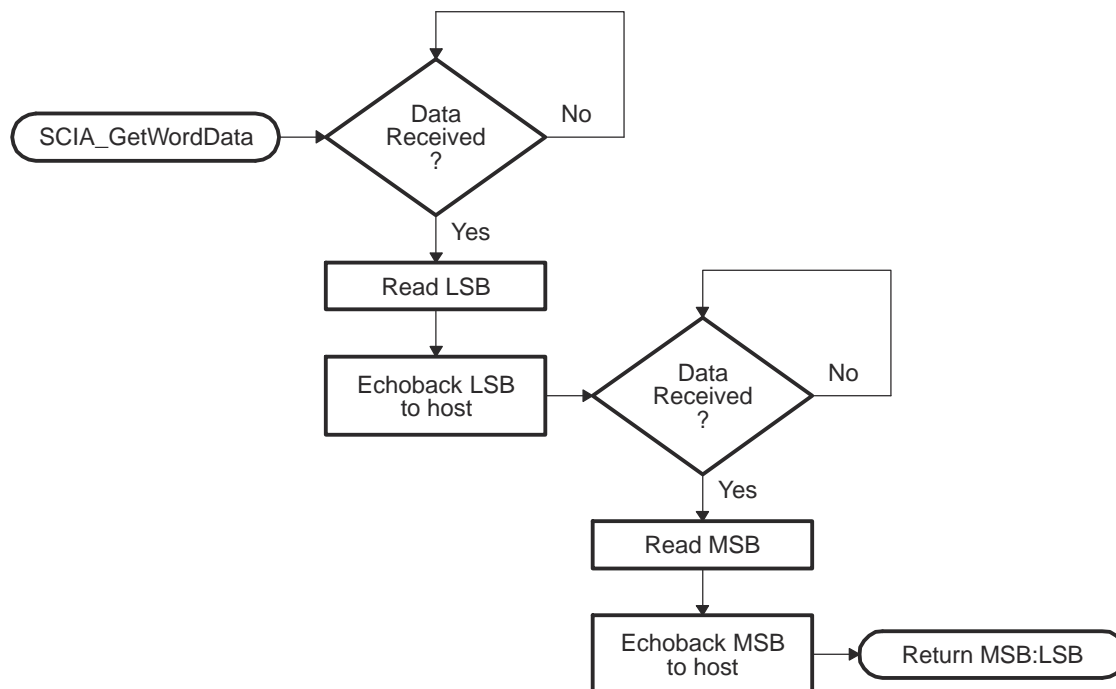 SCIA_GetWordData
Data
Received
?
No
Yes
Read LSB
Echoback LSB
to host
Data
Received
?
No
Yes
Read MSB
Echoback MSB
to host
Return MSB:LSB